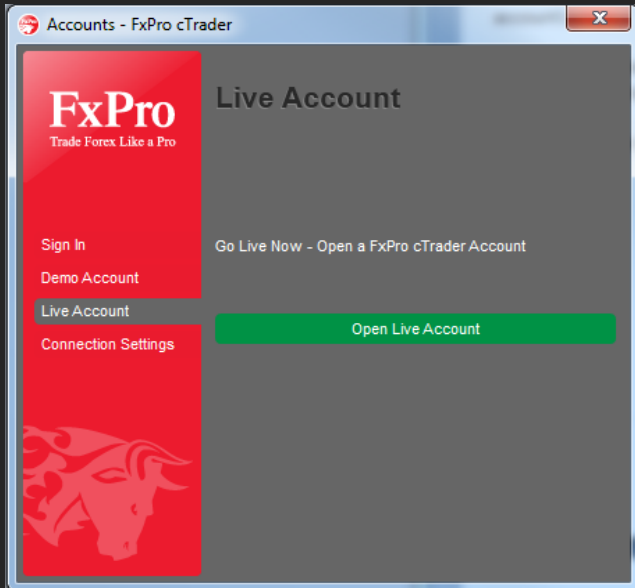 Accounts - FxPro cTrader
FxPro
Trade Forex Like a Pro
Sign In
Demo Account
Live Account
Connection Settings
Live Account
Go Live Now - Open a FxPro cTrader Account
Open Live Account